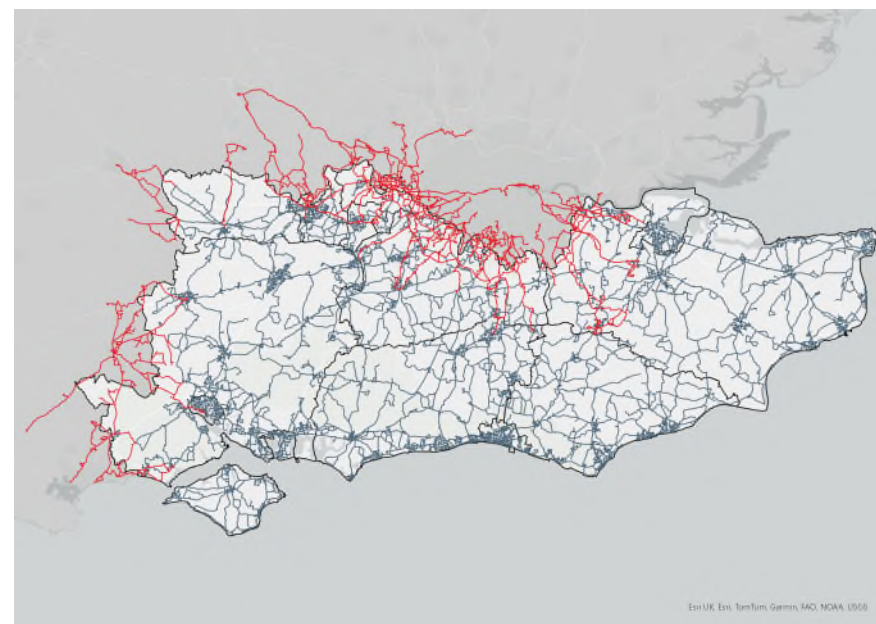 Esri UK, Esri, TomTom, Garmin, FAO, NOAA, USGS